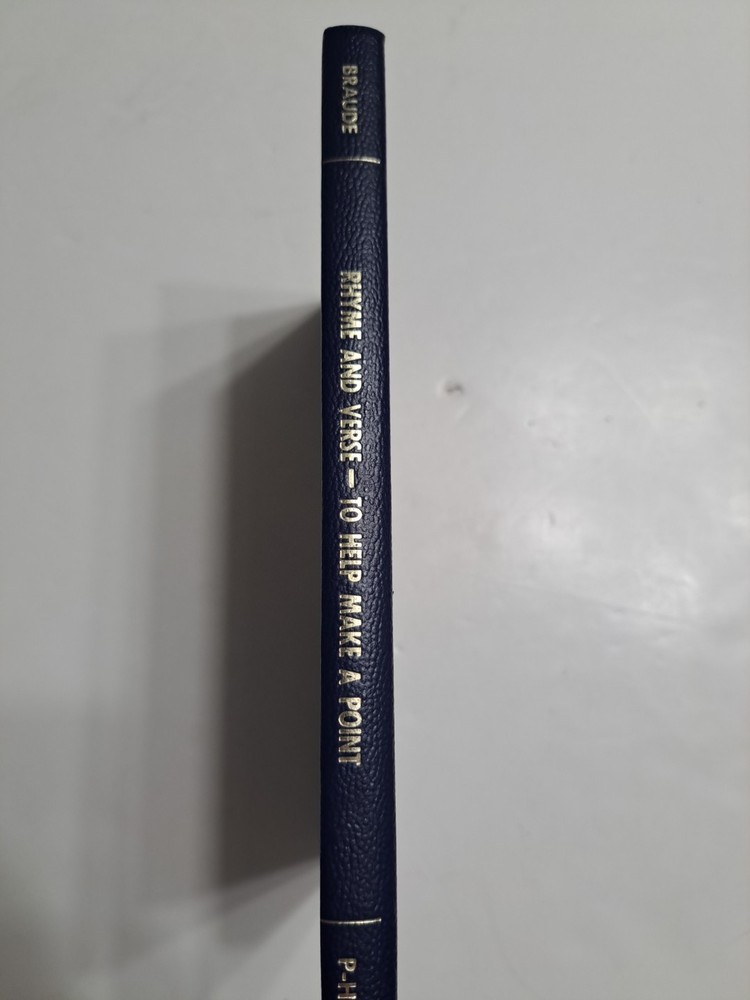 BRAUDE
RHYME AND VERSE — TO HELP MAKE A POINT
P-H